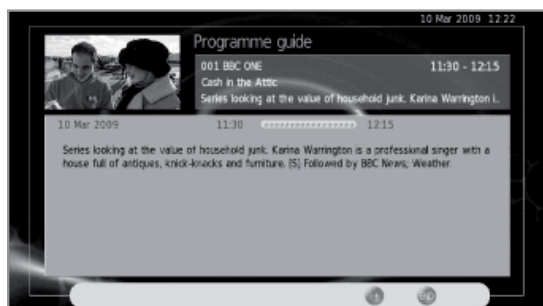 10 Mar 2009 12:22
Programme guide
001 BBC ONE 11:30 - 12:15
Cash in the Attic
Series looking at the value of household junk. Karina Warrington i..
10 Mar 2009 11:30 12:15
Series looking at the value of household junk. Karina Warrington is a professional singer with a
house full of antiques, knick-knacks and furniture. [S] Followed by BBC News; Weather.
END